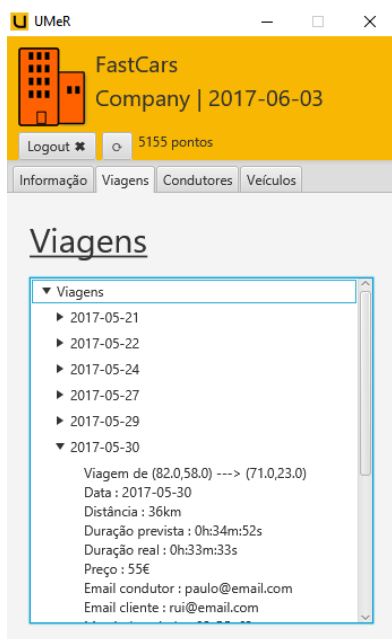 UMeR
FastCars
Company | 2017-06-03
Logout ✖ ⟳ 5155 pontos
Informação Viagens Condutores Veículos
Viagens
▼ Viagens
▶ 2017-05-21
▶ 2017-05-22
▶ 2017-05-24
▶ 2017-05-27
▶ 2017-05-29
▼ 2017-05-30
Viagem de (82.0,58.0) ---> (71.0,23.0)
Data : 2017-05-30
Distância : 36km
Duração prevista : 0h:34m:52s
Duração real : 0h:33m:33s
Preço : 55€
Email condutor : paulo@email.com
Email cliente : rui@email.com